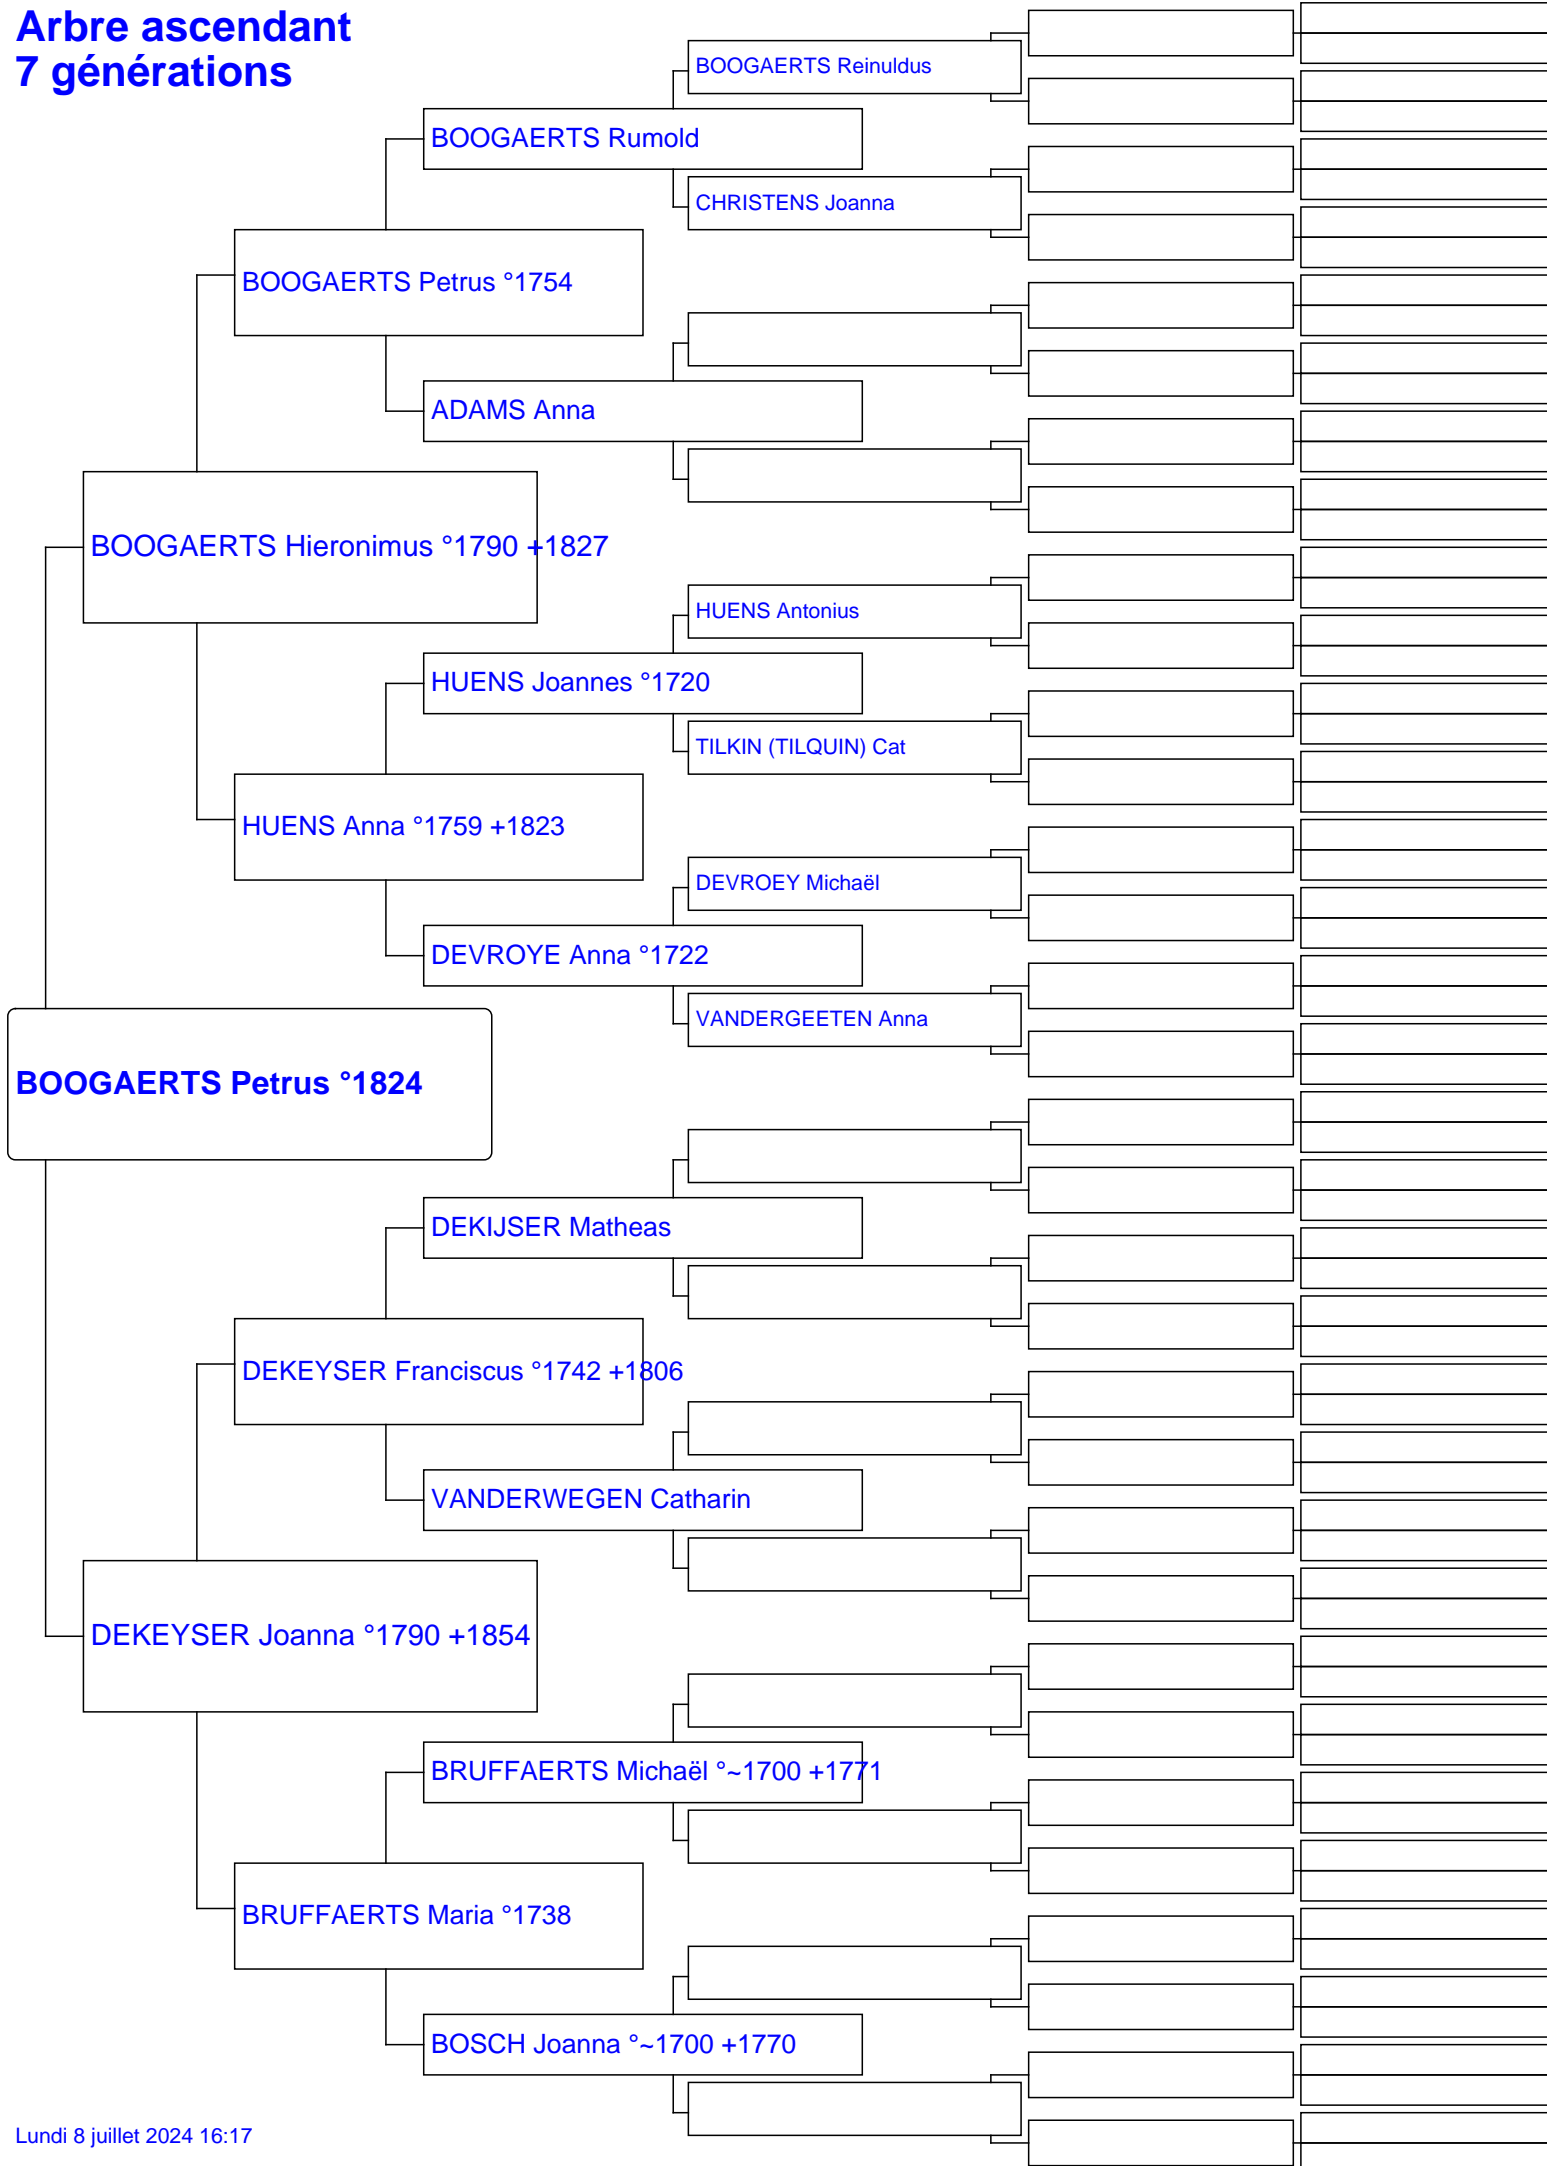 Arbre ascendant
7 générations
BOOGAERTS Reinuldus
BOOGAERTS Rumold
CHRISTENS Joanna
BOOGAERTS Petrus °1754
ADAMS Anna
BOOGAERTS Hieronimus °1790 +1827
HUENS Antonius
HUENS Joannes °1720
TILKIN (TILQUIN) Cat
HUENS Anna °1759 +1823
DEVROEY Michaël
DEVROYE Anna °1722
VANDERGEETEN Anna
BOOGAERTS Petrus °1824
DEKIJSER Matheas
DEKEYSER Franciscus °1742 +1806
VANDERWEGEN Catharin
DEKEYSER Joanna °1790 +1854
BRUFFAERTS Michaël °~1700 +1771
BRUFFAERTS Maria °1738
BOSCH Joanna °~1700 +1770
Lundi 8 juillet 2024 16:17